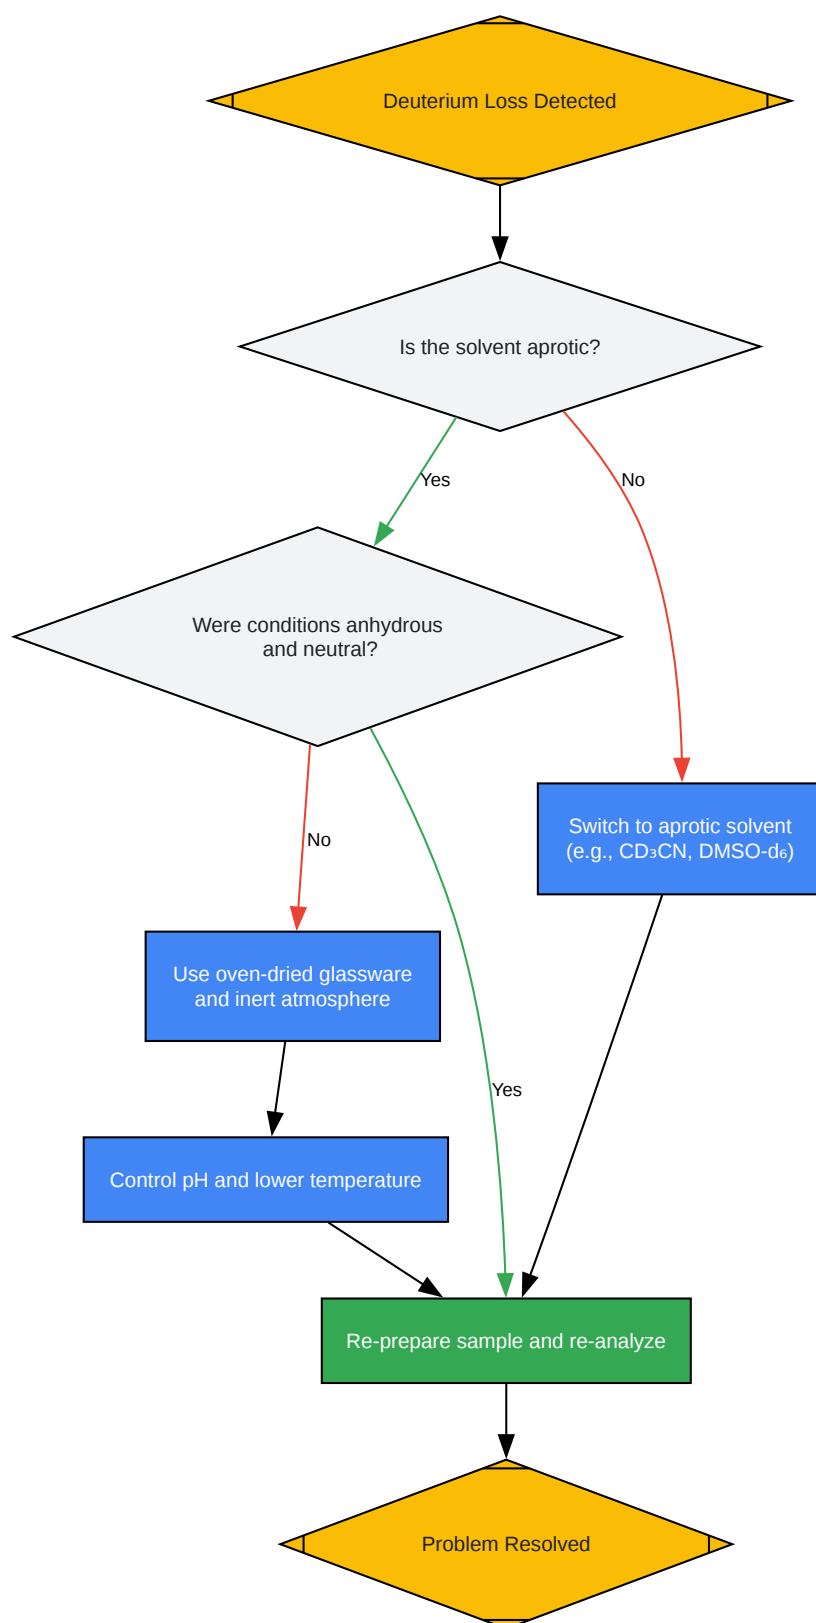 Deuterium Loss Detected
Is the solvent aprotic?
Yes
No
Were conditions anhydrous
and neutral?
Switch to aprotic solvent
(e.g., CD₃CN, DMSO-d₆)
No
Use oven-dried glassware
and inert atmosphere
Yes
Control pH and lower temperature
Re-prepare sample and re-analyze
Problem Resolved